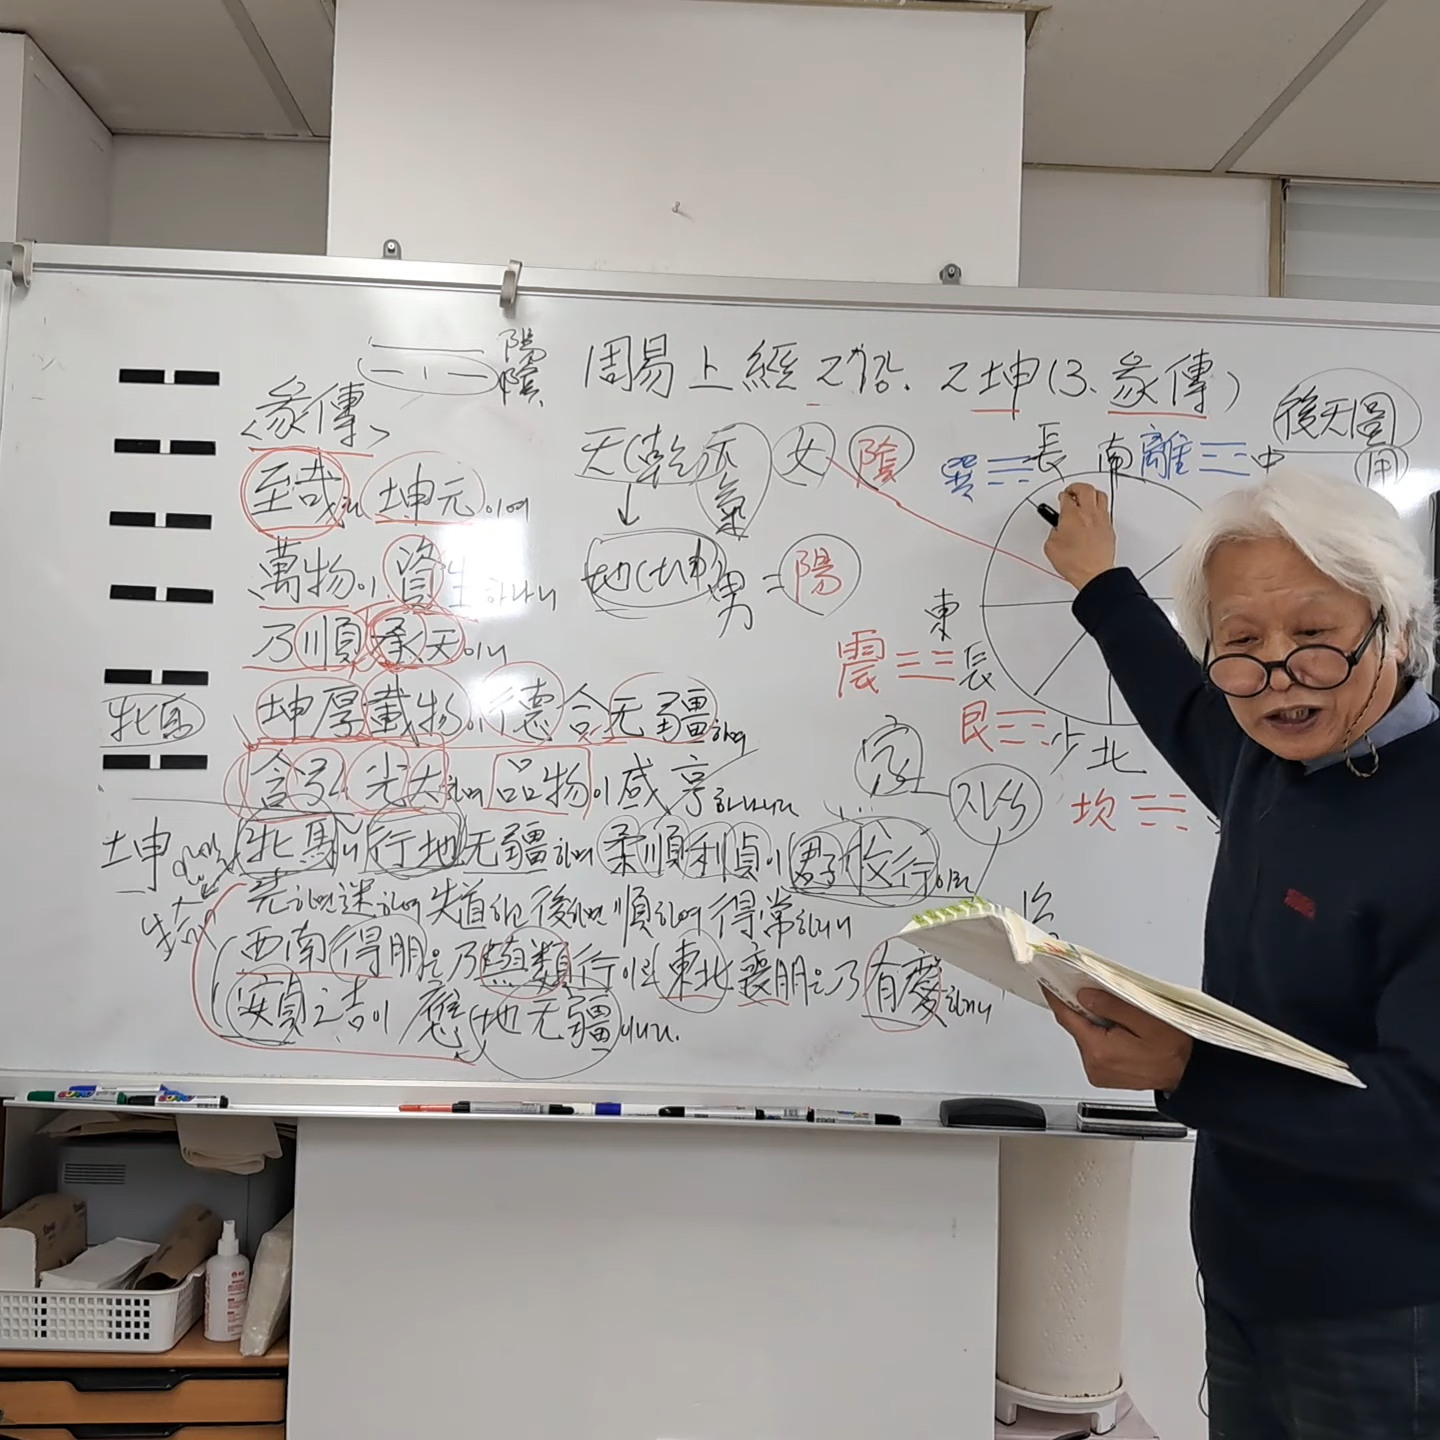 周易上經 2강. 2坤(3. 彖傳)
陽
陰
<彖傳>
至哉라 坤元이여
萬物이 資生하나니
乃順承天이니
坤厚載物이 德合无疆하며
含弘光大하여 品物이 咸亨하나니라
牝馬는 行地无疆하며 柔順利貞이 君子攸行이라
先하면 迷하여 失道하고 後하면 順하여 得常하리니
西南得朋은 乃與類行이요 東北喪朋은 乃 有慶하리니
安貞之吉이 應地无疆이니라.
牝馬
坤
天(乾)
氣
女
陰
地(坤)
男 = 陽
後天圖
用
巽 ☴ 長
南 離 ☲ 中
東
震 ☳ 長
艮 ☶ 少
北
坎 ☵
家